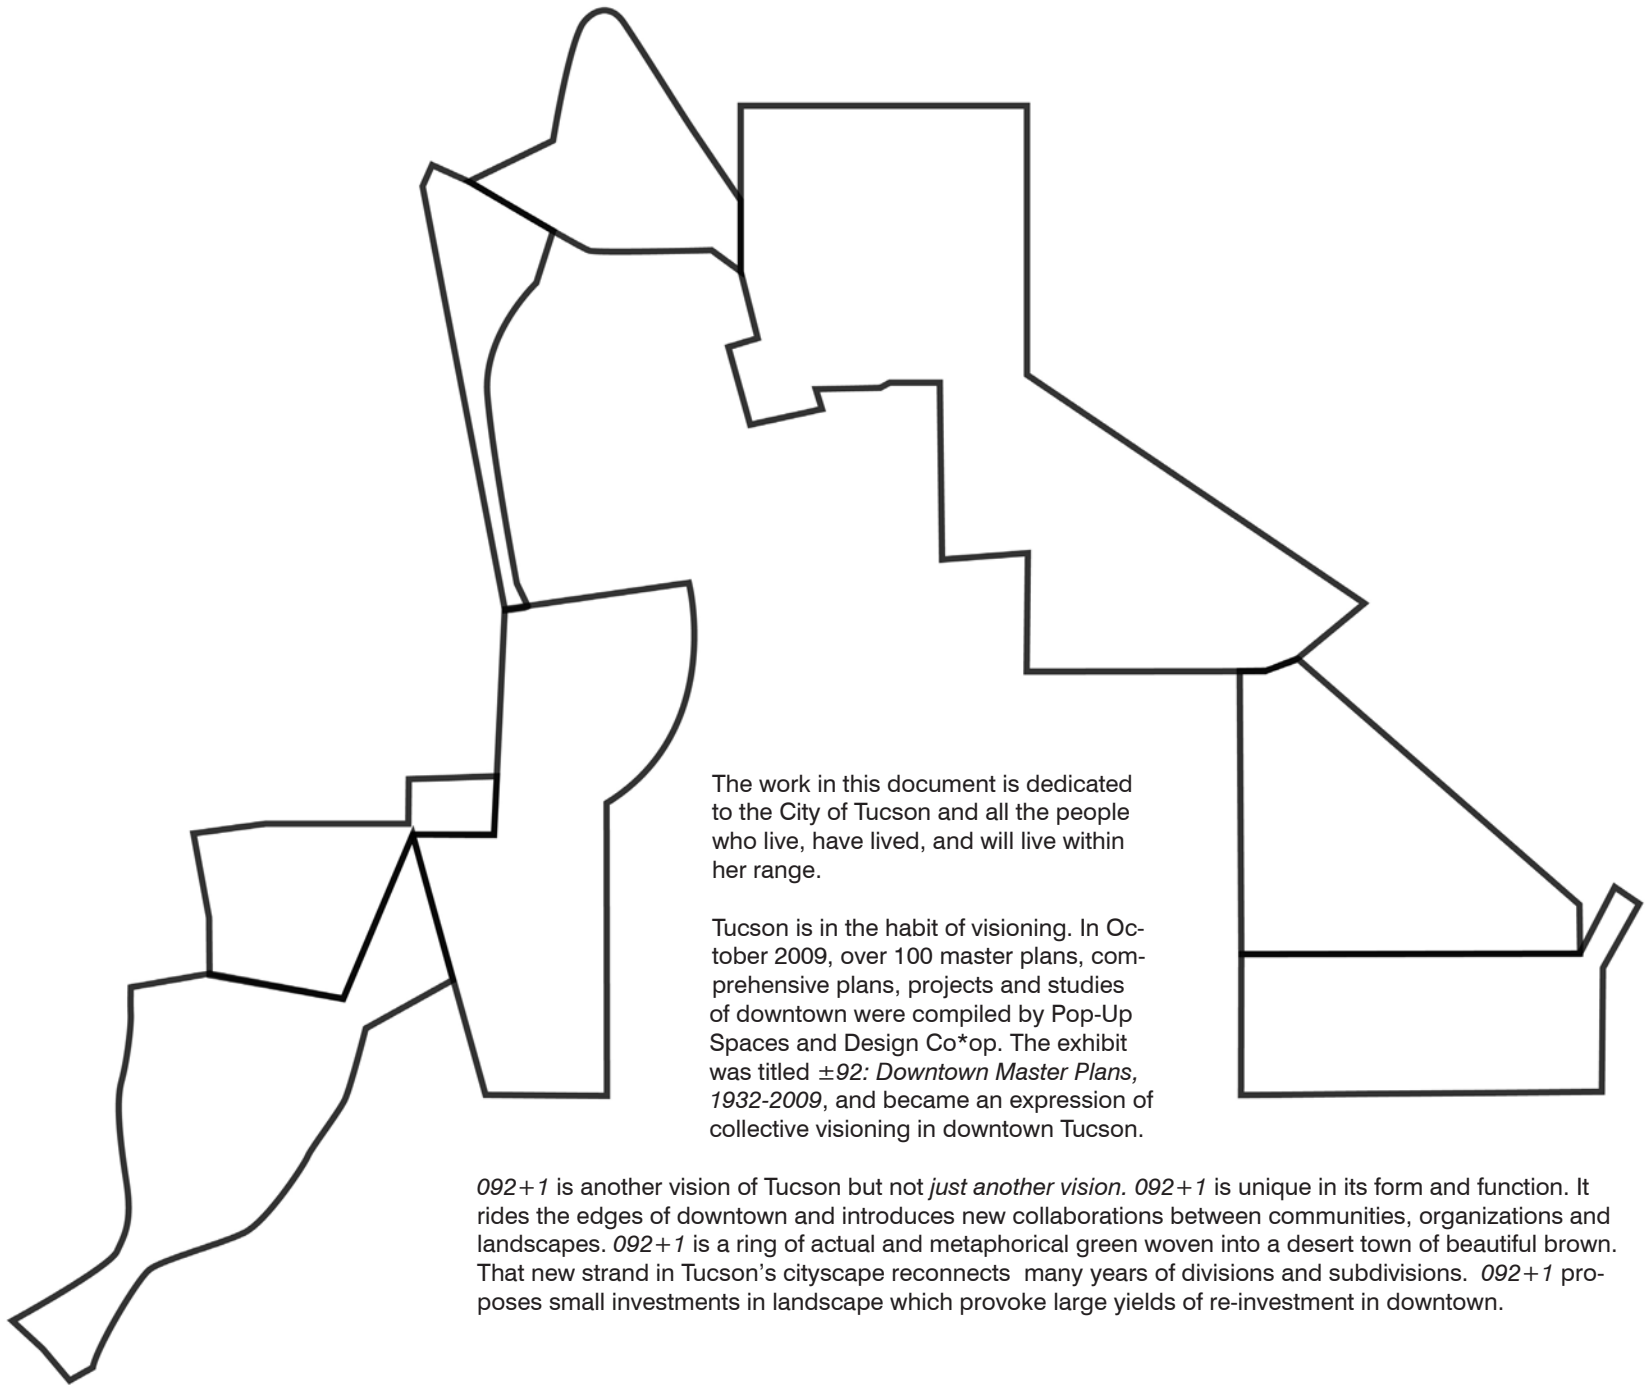 The work in this document is dedicated
to the City of Tucson and all the people
who live, have lived, and will live within
her range.
Tucson is in the habit of visioning. In Oc-
tober 2009, over 100 master plans, com-
prehensive plans, projects and studies
of downtown were compiled by Pop-Up
Spaces and Design Co*op. The exhibit
was titled ±92: Downtown Master Plans,
1932-2009, and became an expression of
collective visioning in downtown Tucson.
092+1 is another vision of Tucson but not just another vision. 092+1 is unique in its form and function. It
rides the edges of downtown and introduces new collaborations between communities, organizations and
landscapes. 092+1 is a ring of actual and metaphorical green woven into a desert town of beautiful brown.
That new strand in Tucson’s cityscape reconnects  many years of divisions and subdivisions.  092+1 pro-
poses small investments in landscape which provoke large yields of re-investment in downtown.